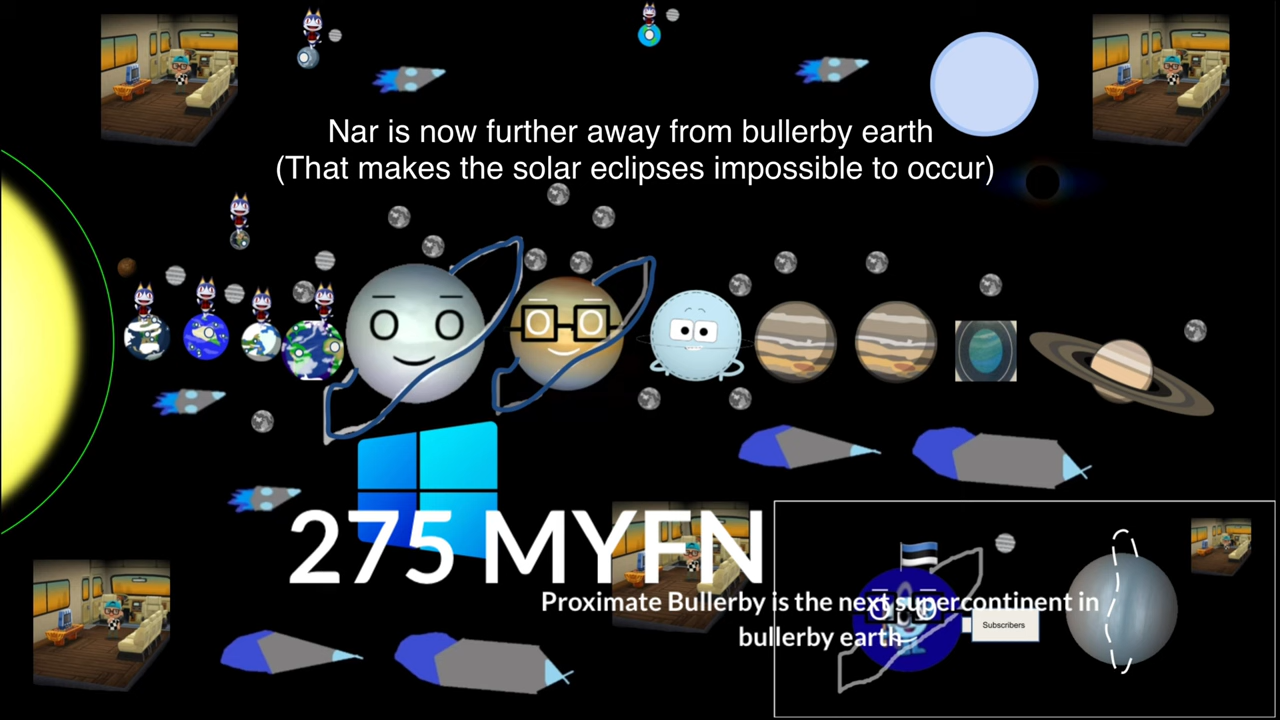 Nar is now further away from bullerby earth
(That makes the solar eclipses impossible to occur)
275 MYFN
Proximate Bullerby is the next supercontinent in
bullerby earth
Subscribers